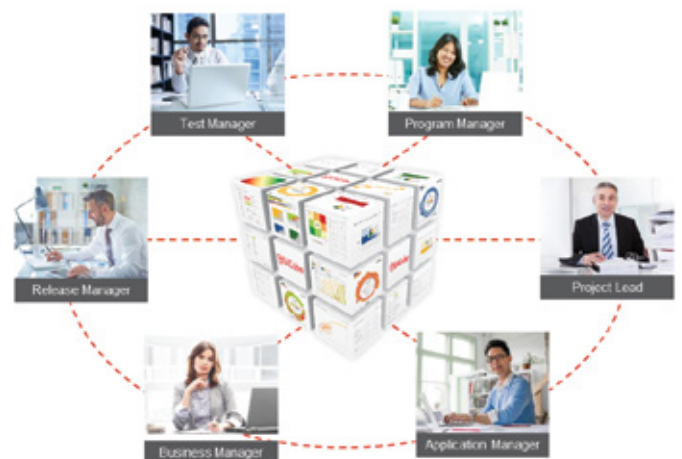 Test Manager
Program Manager
Release Manager
Project Lead
Business Manager
Application Manager